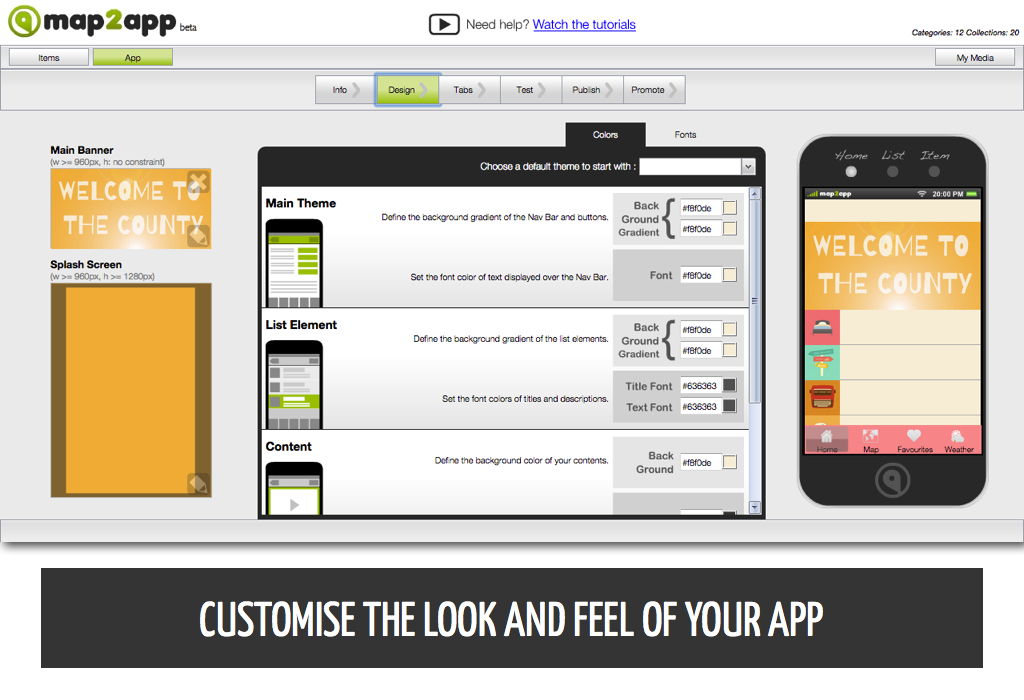 map2app beta
Need help? Watch the tutorials
Categories: 12 Collections: 20
Items
App
My Media
Info
Design
Tabs
Test
Publish
Promote
Main Banner
(w >= 960px, h: no constraint)
WELCOME TO
THE COUNTY
Splash Screen
(w >= 960px, h >= 1280px)
Colors
Fonts
Choose a default theme to start with :
Main Theme
Define the background gradient of the Nav Bar and buttons.
Back
Ground
Gradient
#f8f0de
#f8f0de
Set the font color of text displayed over the Nav Bar.
Font
#f8f0de
List Element
Define the background gradient of the list elements.
Back
Ground
Gradient
#f8f0de
#f8f0de
Set the font colors of titles and descriptions.
Title Font
#636363
Text Font
#636363
Content
Define the background color of your contents.
Back
Ground
#f8f0de
Home
List
Item
map2app
20:00 PM
WELCOME TO
THE COUNTY
Home
Map
Favourites
Weather
CUSTOMISE THE LOOK AND FEEL OF YOUR APP